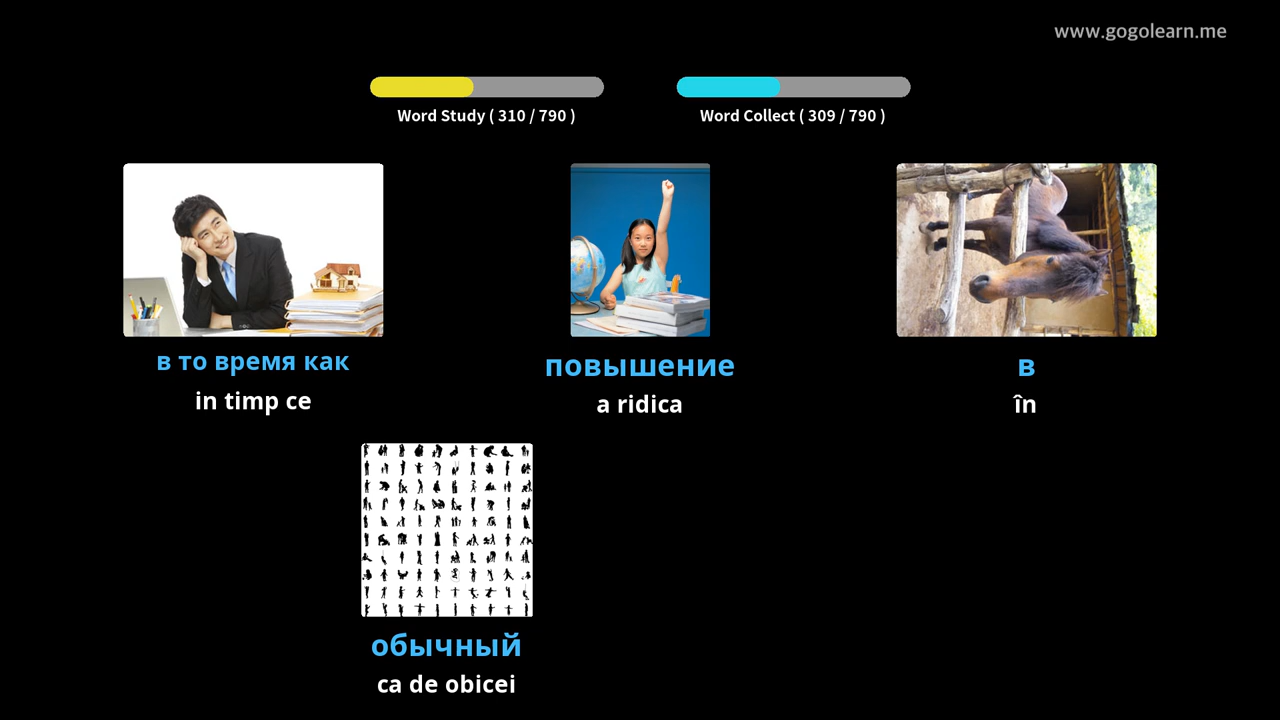 www.gogolearn.me
Word Study ( 310 / 790 )
Word Collect ( 309 / 790 )
в то время как
in timp ce
повышение
a ridica
в
în
обычный
ca de obicei